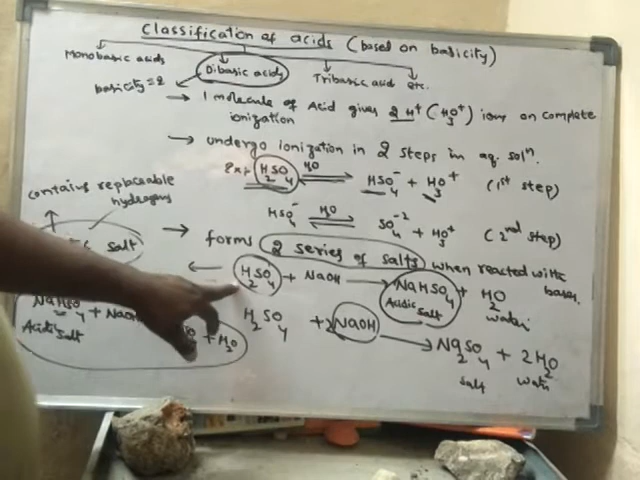 Classification of acids (based on basicity)
Monobasic acids Dibasic acids Tribasic acid etc.
basicity = 2
→ 1 molecule of Acid gives 2H⁺ (H₃O⁺) ions on complete
ionization
→ undergo ionization in 2 steps in aq. solⁿ.
Ex: H₂SO₄ ⇌ H₂O HSO₄⁻ + H₃O⁺ (1st step)
HSO₄⁻ ⇌ H₂O SO₄⁻² + H₃O⁺ (2nd step)
contains replaceable
hydrogens
salt
→ forms 2 series of salts when reacted with
bases.
← H₂SO₄ + NaOH → NaHSO₄ + H₂O
Acidic salt water
NaHSO₄ + NaOH + H₂O
Acidic salt
H₂SO₄ + 2NaOH → Na₂SO₄ + 2H₂O
salt water